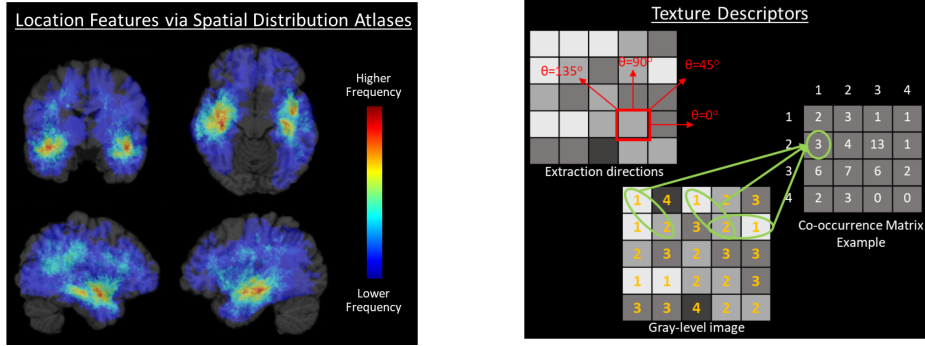 Location Features via Spatial Distribution Atlases
Higher
Frequency
Lower
Frequency
Texture Descriptors
θ=135°
θ=90°
θ=45°
θ=0°
Extraction directions
1 2 3 4
1 2 3 1 1
2 3 4 13 1
3 6 7 6 2
4 2 3 0 0
Co-occurrence Matrix
Example
1 4 1 2 3
1 2 3 2 1
2 3 2 3 3
1 1 2 2 3
3 3 4 2 2
Gray-level image